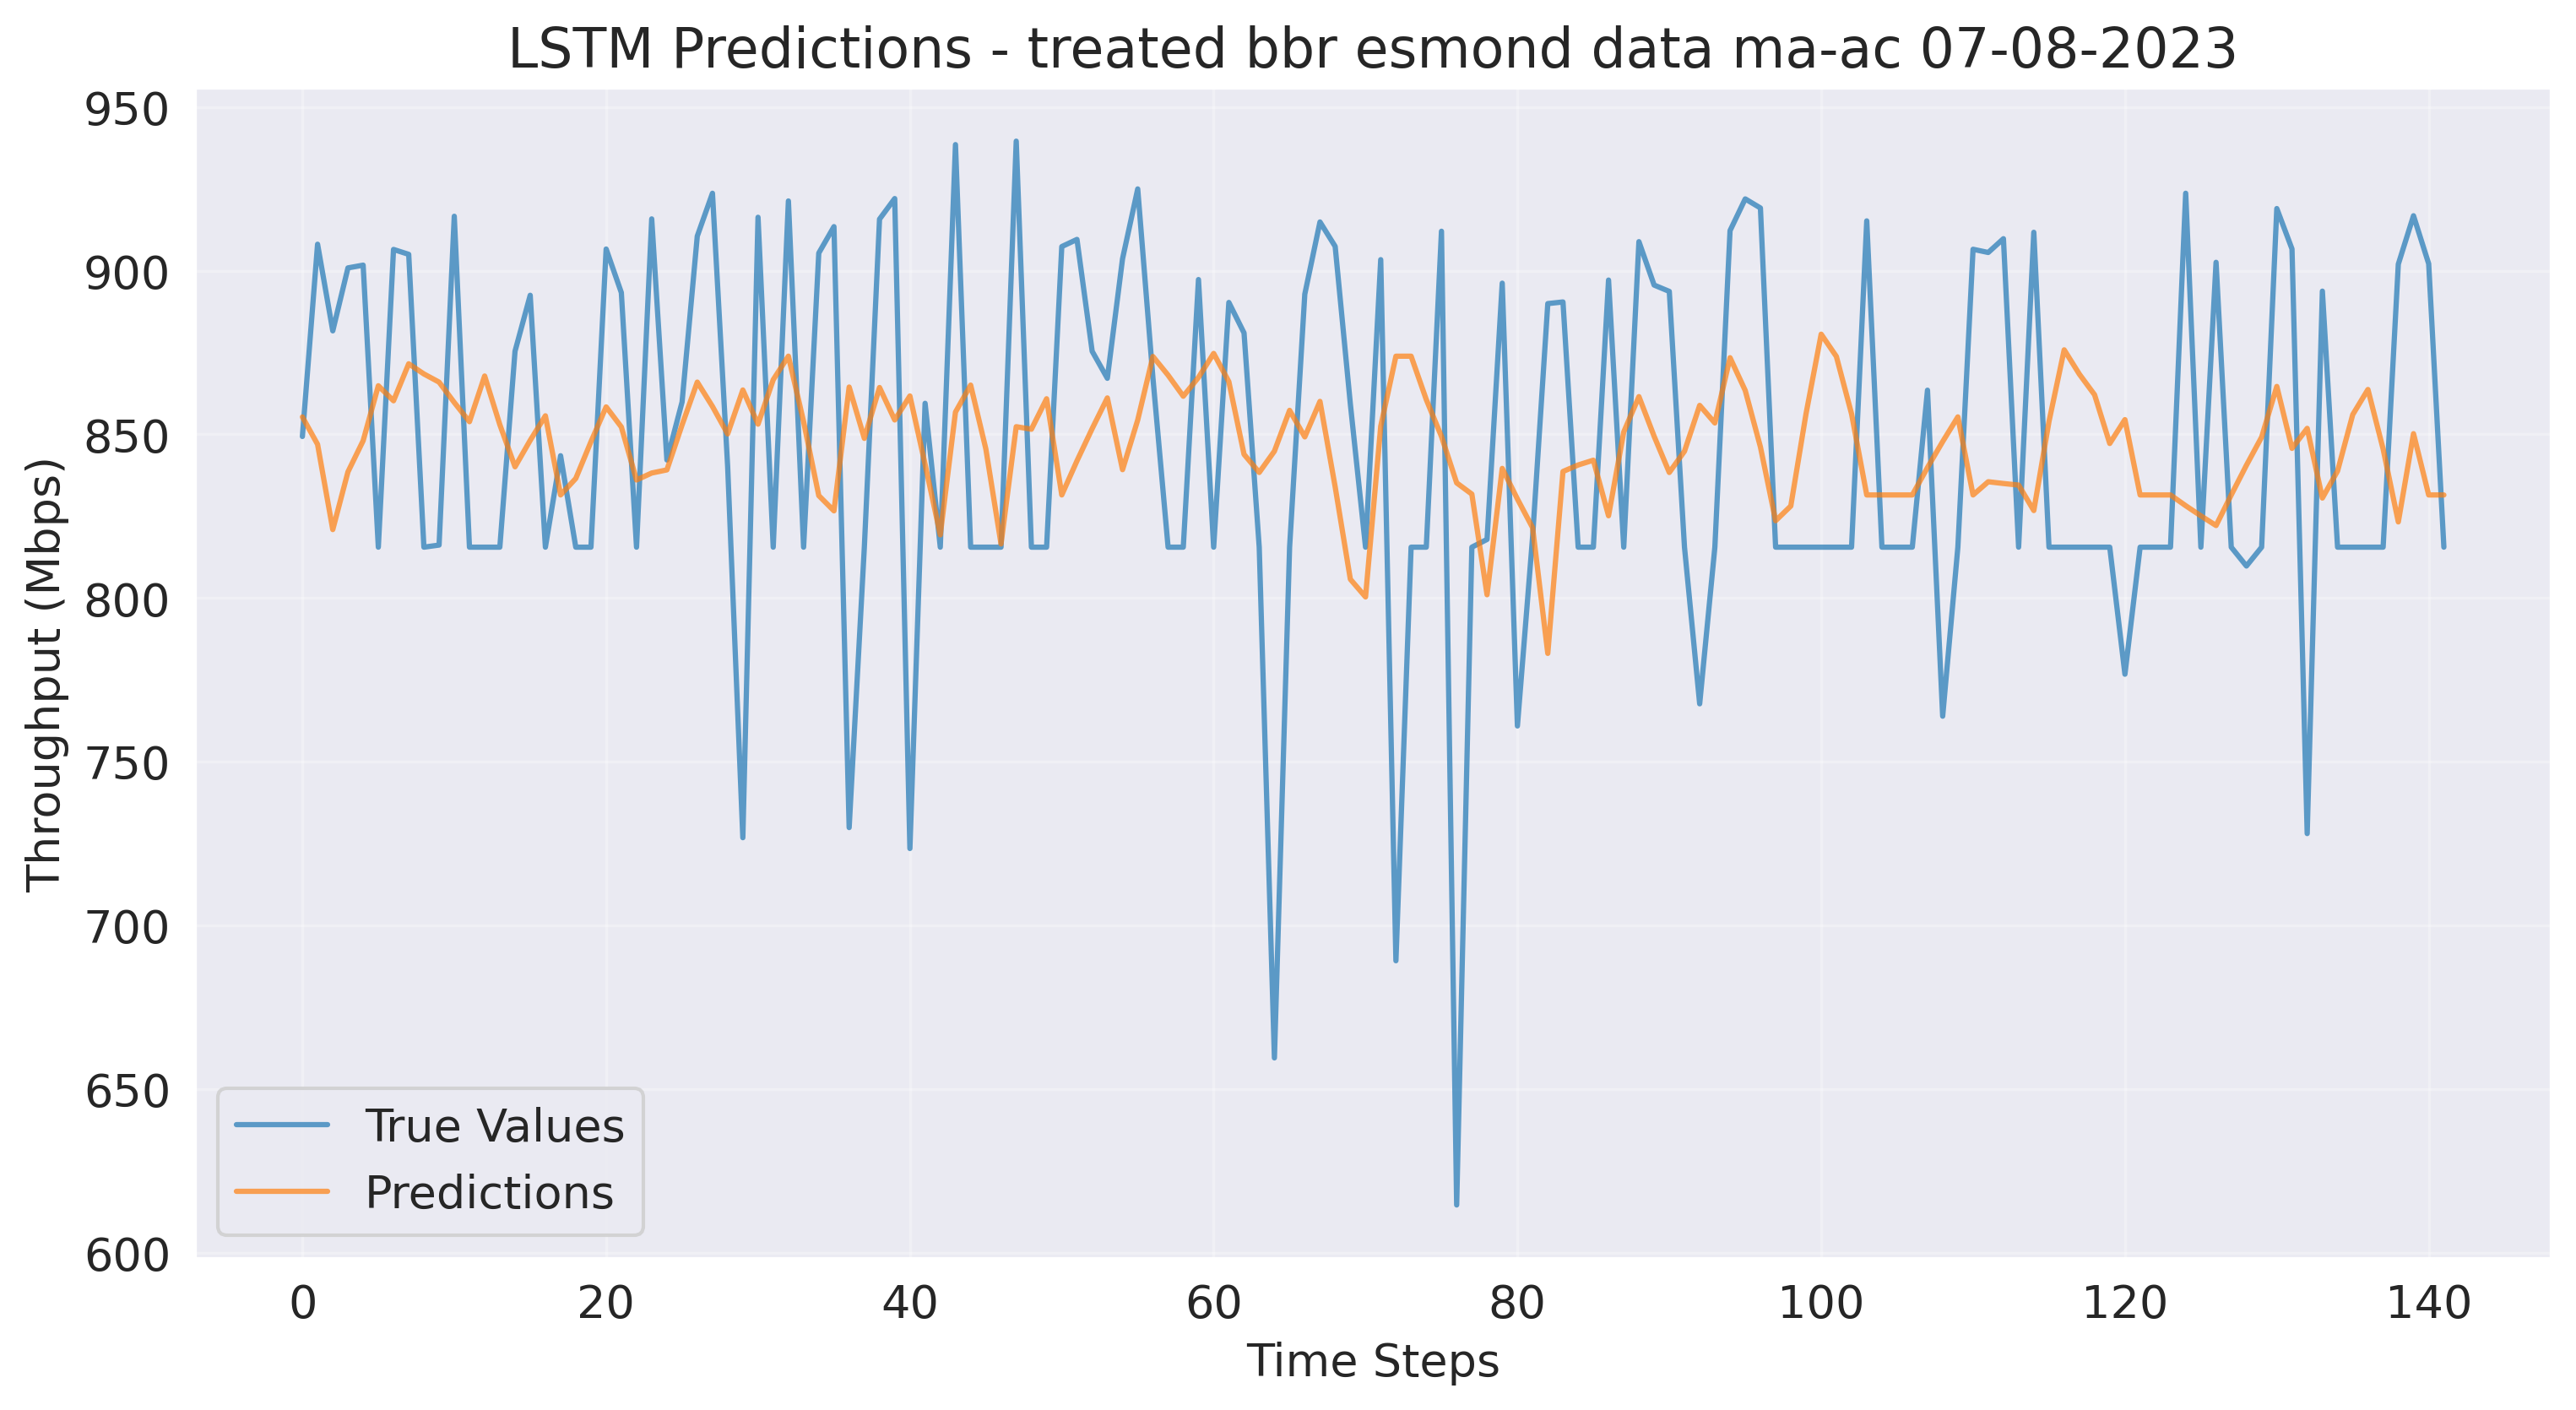 LSTM Predictions - treated bbr esmond data ma-ac 07-08-2023
950
900
850
800
750
700
650
600
Throughput (Mbps)
True Values
Predictions
0 20 40 60 80 100 120 140
Time Steps